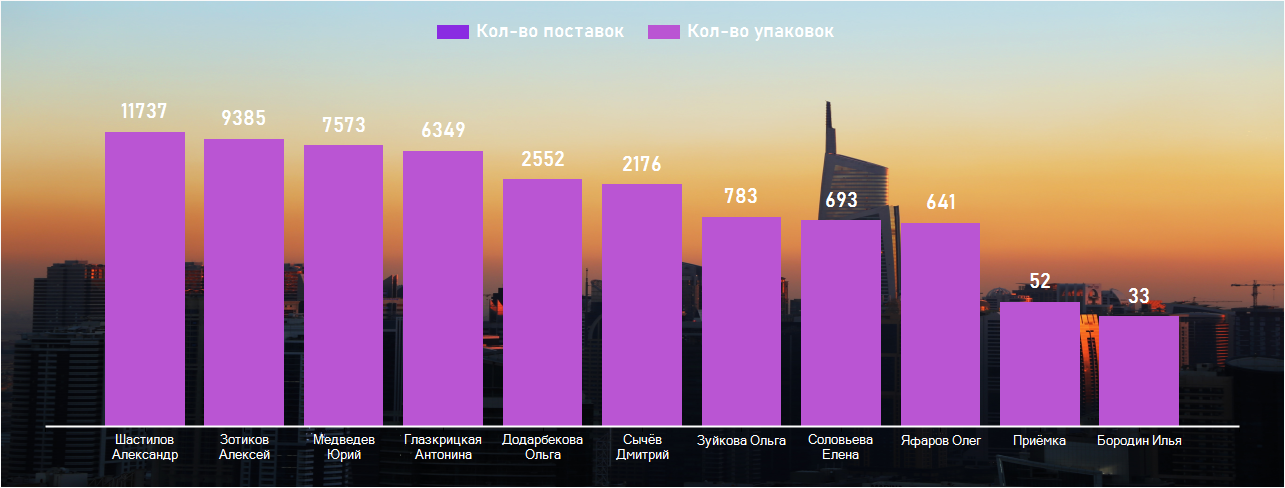 Кол-во поставок Кол-во упаковок
11737 9385 7573 6349 2552 2176 783 693 641 52 33
Шастилов Александр
Зотиков Алексей
Медведев Юрий
Глазкрицкая Антонина
Додарбекова Ольга
Сычёв Дмитрий
Зуйкова Ольга
Соловьева Елена
Яфаров Олег
Приёмка
Бородин Илья